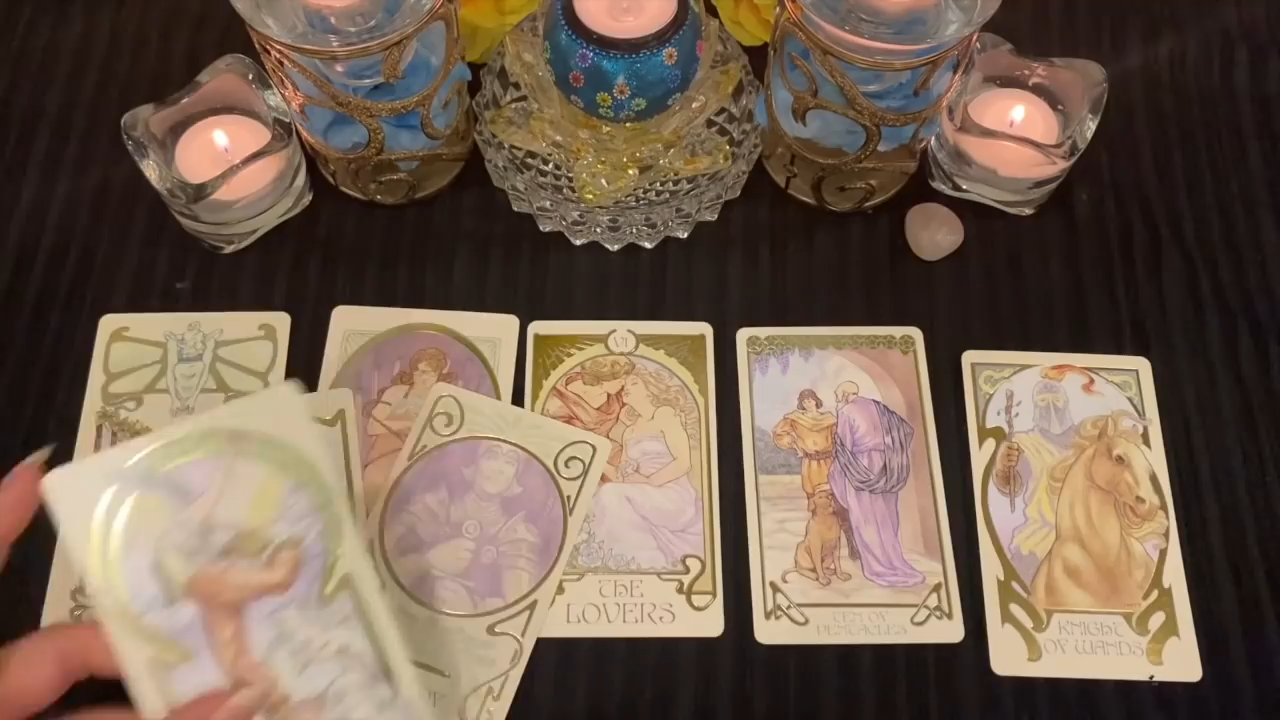 VI
THE
LOVERS
TEN OF
PENTACLES
KNIGHT
OF WANDS